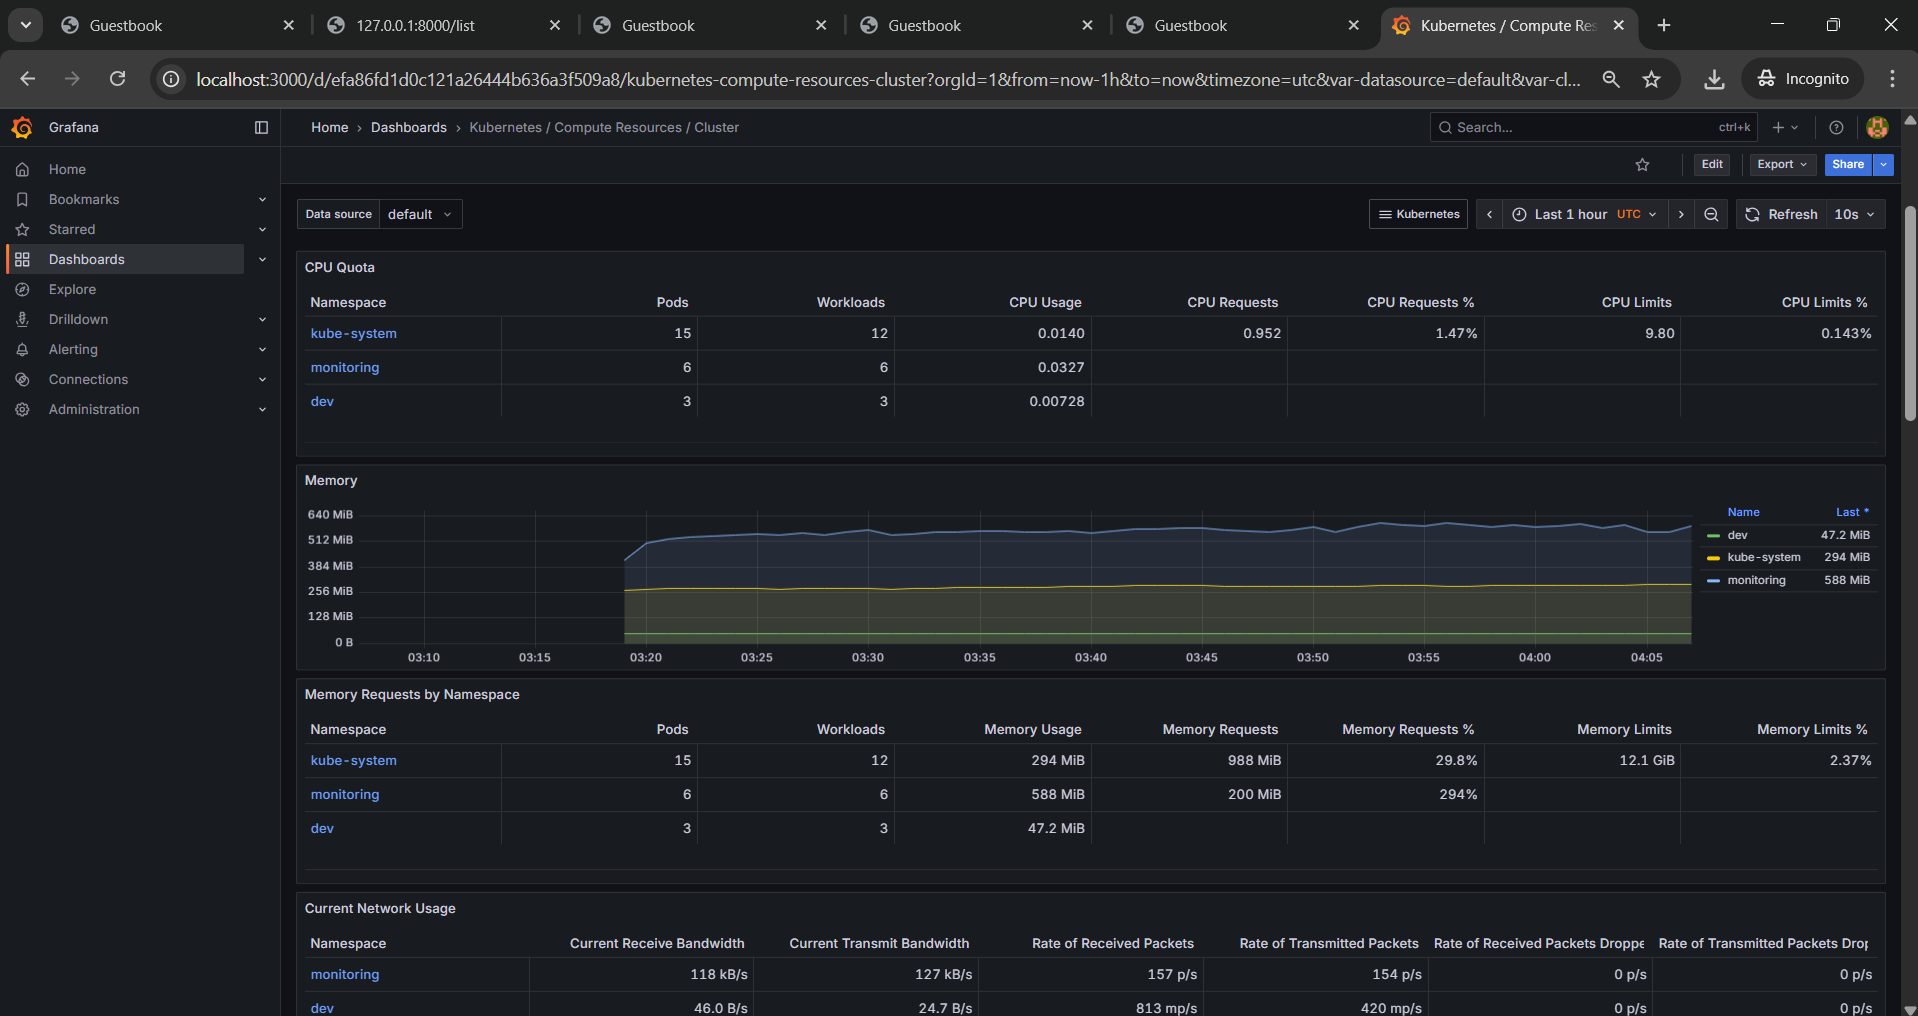 Guestbook
127.0.0.1:8000/list
Guestbook
Guestbook
Guestbook
Kubernetes / Compute Res
localhost:3000/d/efa86fd1d0c121a26444b636a3f509a8/kubernetes-compute-resources-cluster?orgId=1&from=now-1h&to=now&timezone=utc&var-datasource=default&var-cl...
Incognito
Grafana
Home › Dashboards › Kubernetes / Compute Resources / Cluster
Search...
ctrl+k
Home
Bookmarks
Starred
Dashboards
Explore
Drilldown
Alerting
Connections
Administration
Edit
Export
Share
Data source default
Kubernetes
Last 1 hour UTC
Refresh 10s
CPU Quota
Namespace Pods Workloads CPU Usage CPU Requests CPU Requests % CPU Limits CPU Limits %
kube-system 15 12 0.0140 0.952 1.47% 9.80 0.143%
monitoring 6 6 0.0327
dev 3 3 0.00728
Memory
640 MiB
512 MiB
384 MiB
256 MiB
128 MiB
0 B
03:10 03:15 03:20 03:25 03:30 03:35 03:40 03:45 03:50 03:55 04:00 04:05
Name Last *
dev 47.2 MiB
kube-system 294 MiB
monitoring 588 MiB
Memory Requests by Namespace
Namespace Pods Workloads Memory Usage Memory Requests Memory Requests % Memory Limits Memory Limits %
kube-system 15 12 294 MiB 988 MiB 29.8% 12.1 GiB 2.37%
monitoring 6 6 588 MiB 200 MiB 294%
dev 3 3 47.2 MiB
Current Network Usage
Namespace Current Receive Bandwidth Current Transmit Bandwidth Rate of Received Packets Rate of Transmitted Packets Rate of Received Packets Droppe Rate of Transmitted Packets Drop
monitoring 118 kB/s 127 kB/s 157 p/s 154 p/s 0 p/s 0 p/s
dev 46.0 B/s 24.7 B/s 813 mp/s 420 mp/s 0 p/s 0 p/s